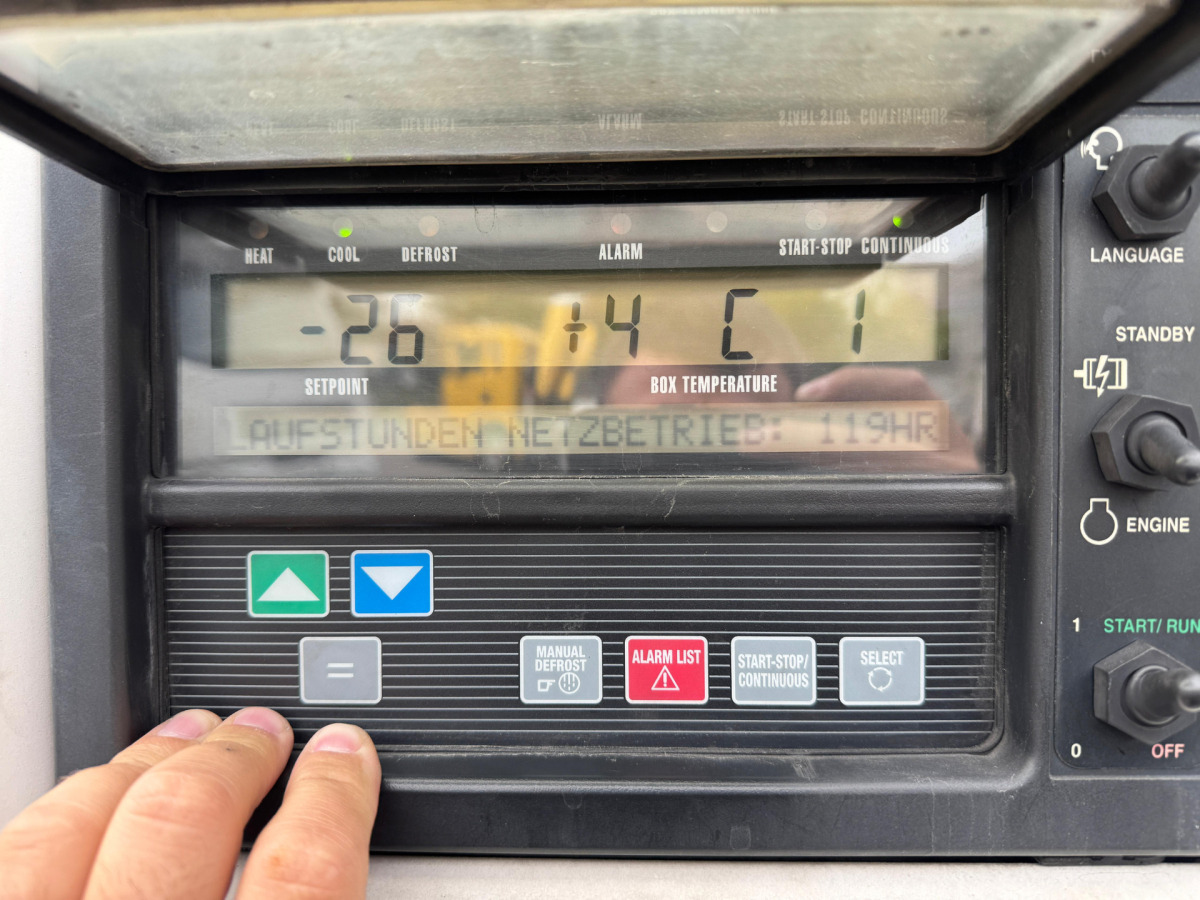 HEAT COOL DEFROST ALARM START-STOP CONTINUOUS
-26 +4 C 1
SETPOINT BOX TEMPERATURE
LAUFSTUNDEN NETZBETRIEB: 119HR
=
MANUAL
DEFROST
ALARM LIST
START-STOP/
CONTINUOUS
SELECT
LANGUAGE
STANDBY
ENGINE
1 START/RUN
0 OFF